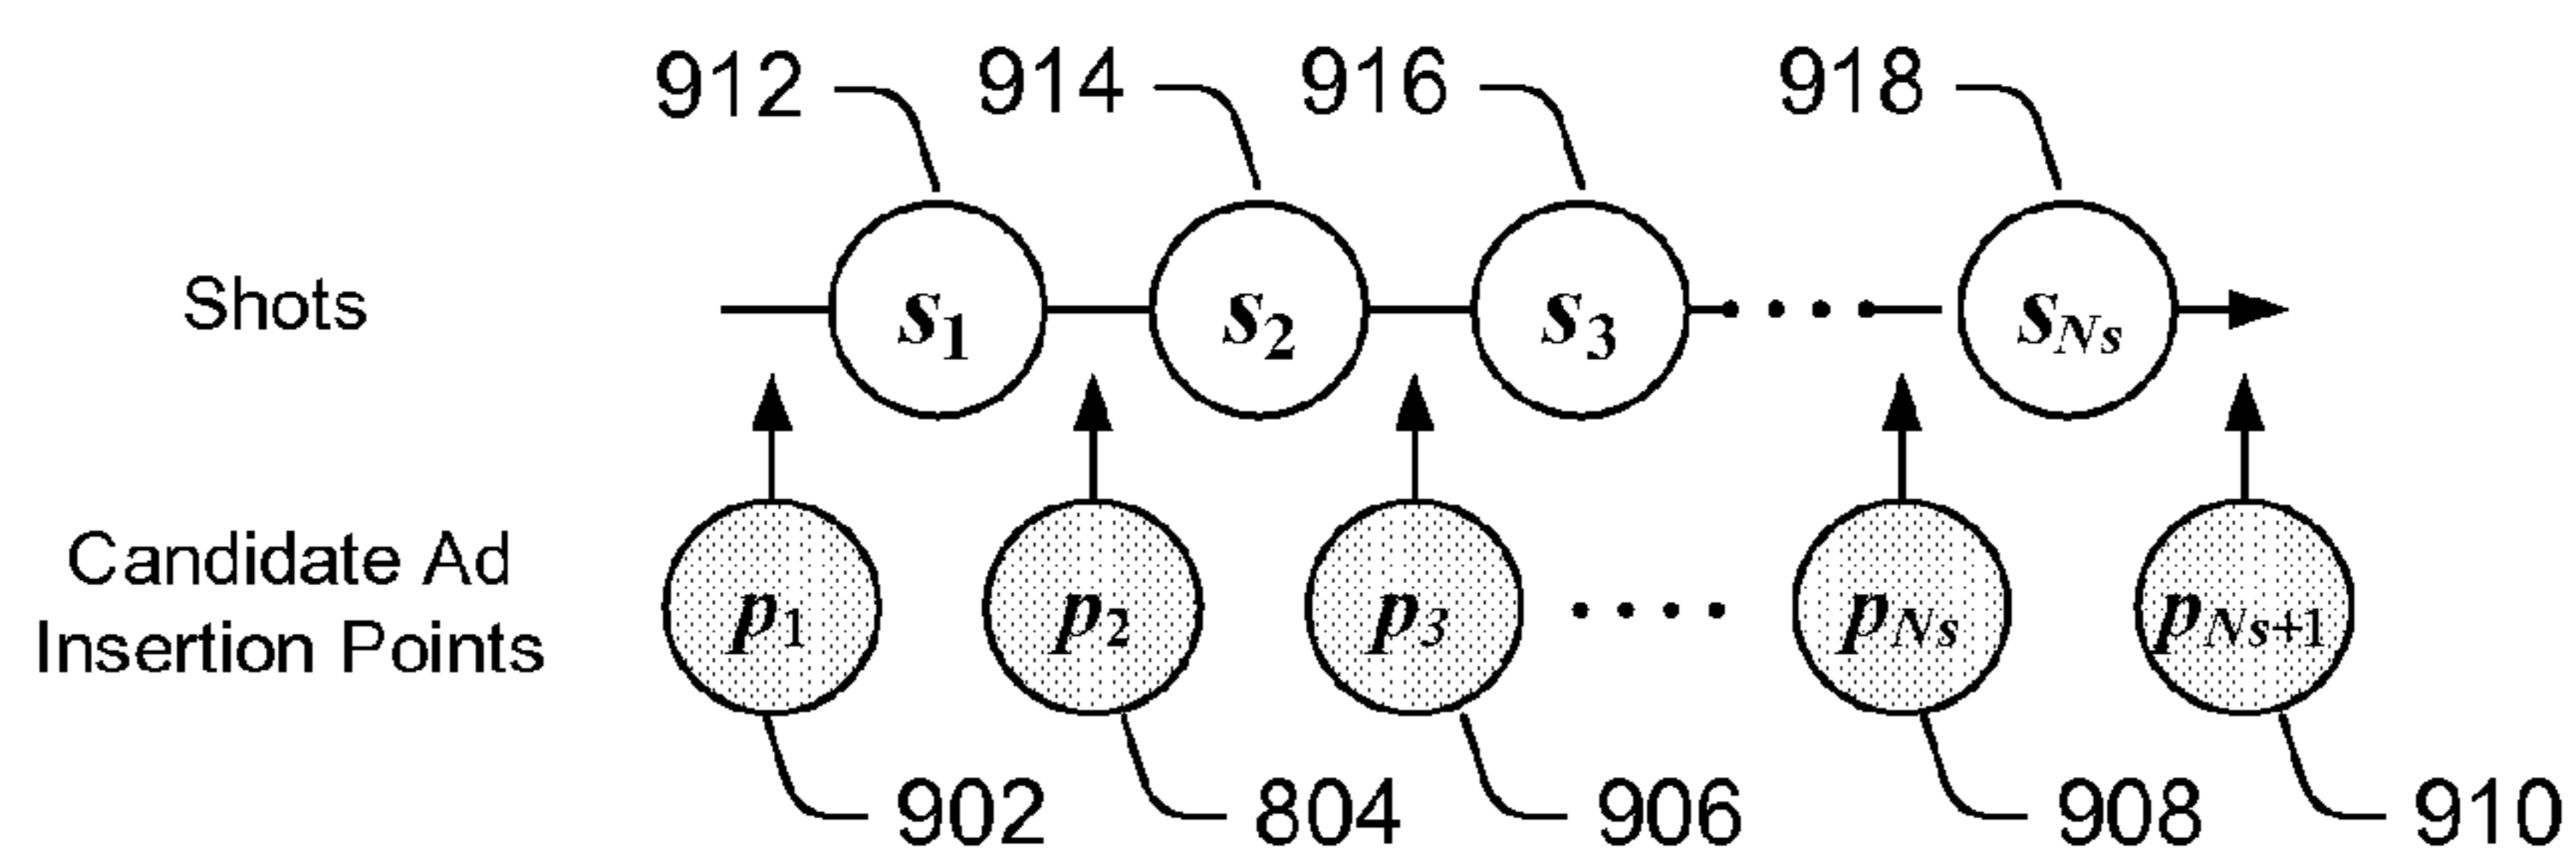 912 914 916 918
Shots s1 s2 s3 sNs
Candidate Ad
Insertion Points
p1 p2 p3 pNs pNs+1
902 804 906 908 910